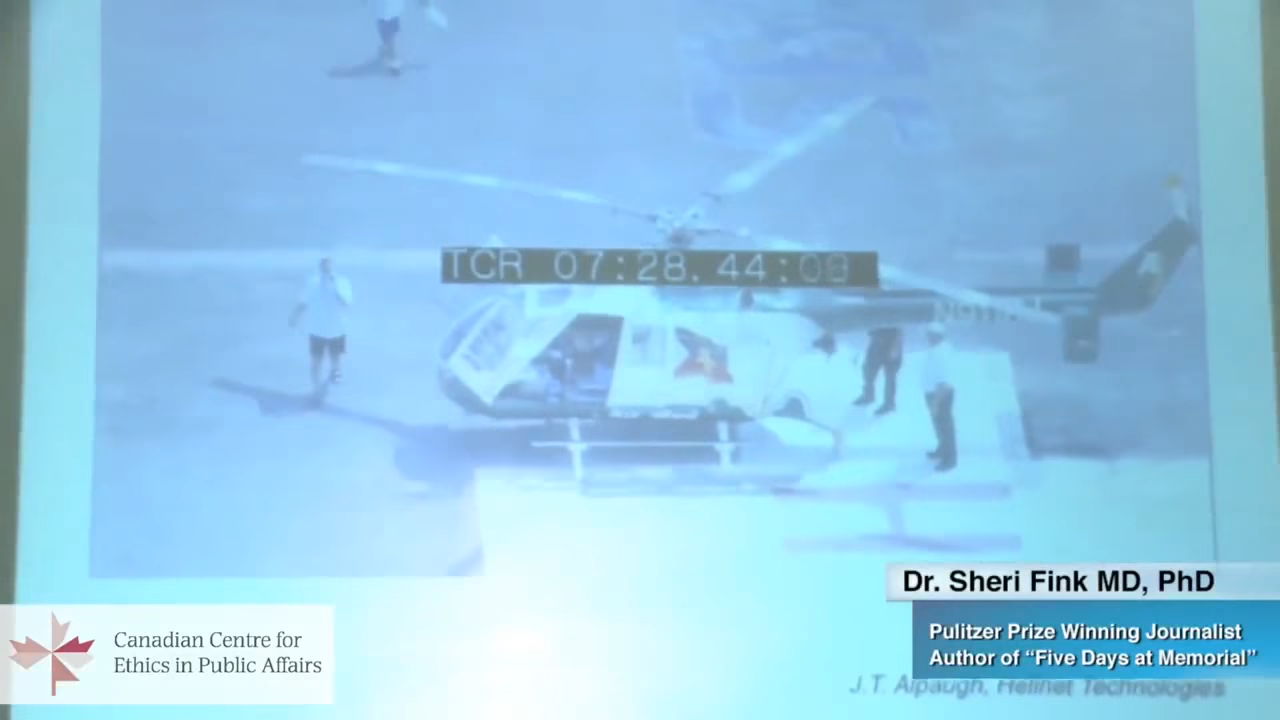 TCR 07:28.44:09
Dr. Sheri Fink MD, PhD
Canadian Centre for
Ethics in Public Affairs
Pulitzer Prize Winning Journalist
Author of “Five Days at Memorial”
J.T. Alpaugh, Helinet Technologies